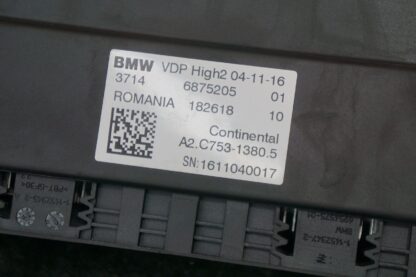 BMW VDP High2 04-11-16
3714 6875205 01
ROMANIA 182618 10
Continental
A2.C753-1380.5
SN:1611040017